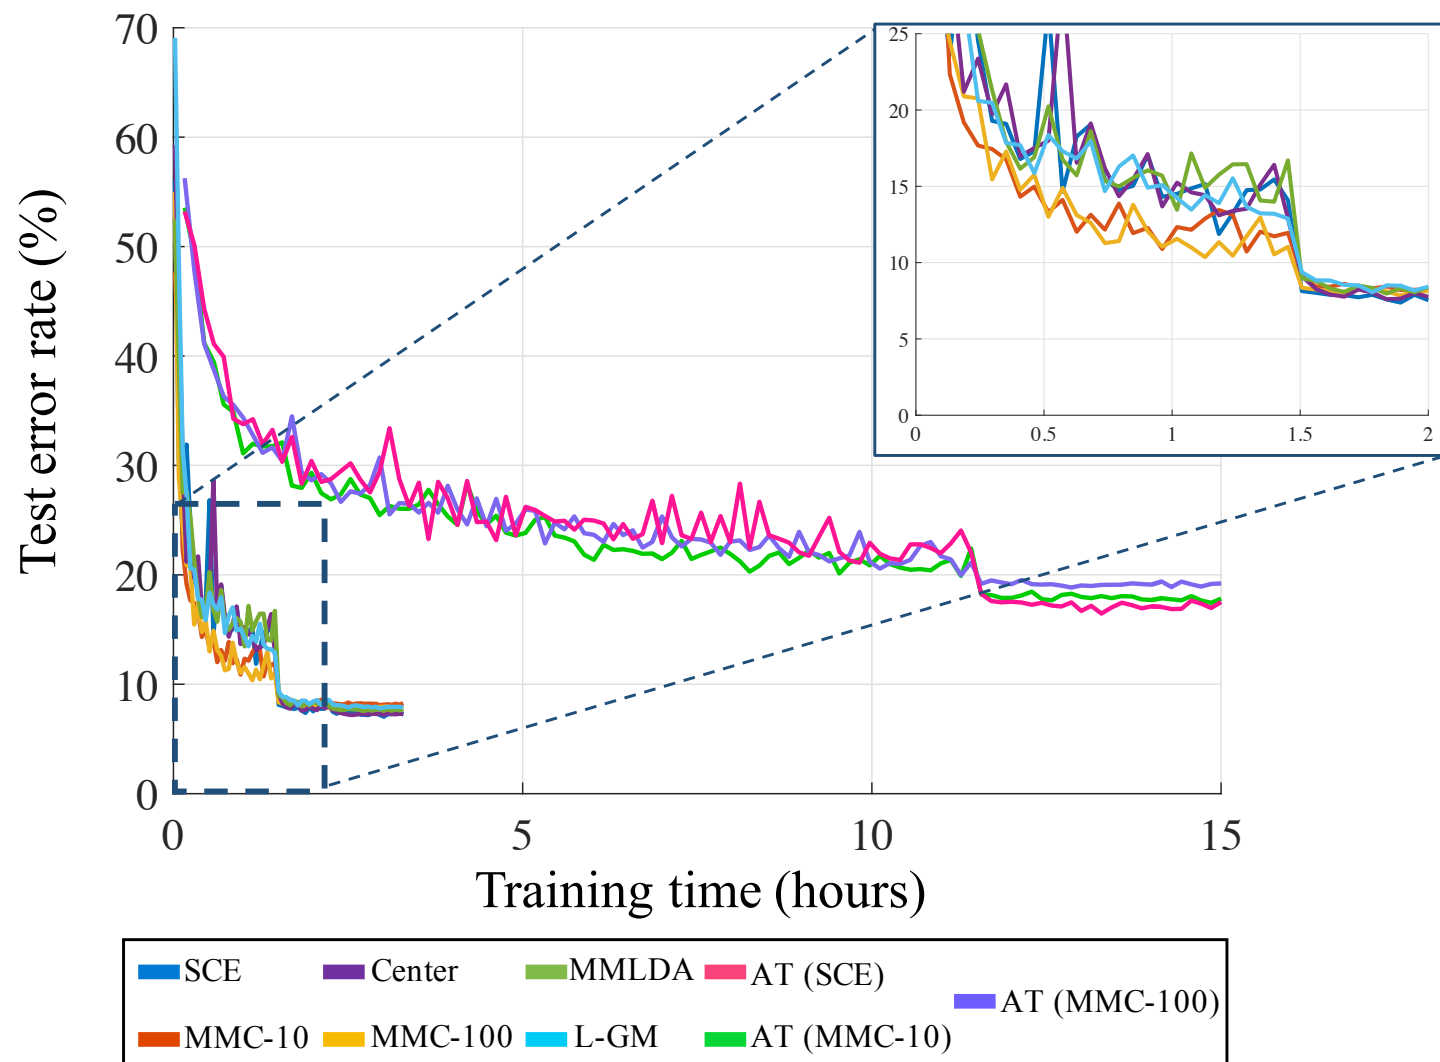 Test error rate (%)
70
60
50
40
30
20
10
0
0 5 10 15
Training time (hours)
25
20
15
10
5
0
0 0.5 1 1.5 2
SCE Center MMLDA AT (SCE)
AT (MMC-100)
MMC-10 MMC-100 L-GM AT (MMC-10)